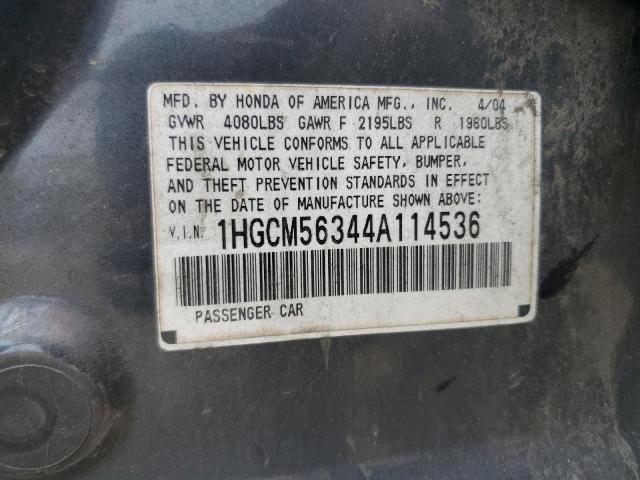 MFD. BY HONDA OF AMERICA MFG., INC. 4/04
GVWR 4080LBS GAWR F 2195LBS R 1980LBS
THIS VEHICLE CONFORMS TO ALL APPLICABLE
FEDERAL MOTOR VEHICLE SAFETY, BUMPER,
AND THEFT PREVENTION STANDARDS IN EFFECT
ON THE DATE OF MANUFACTURE SHOWN ABOVE:
V.I.N: 1HGCM56344A114536
PASSENGER CAR